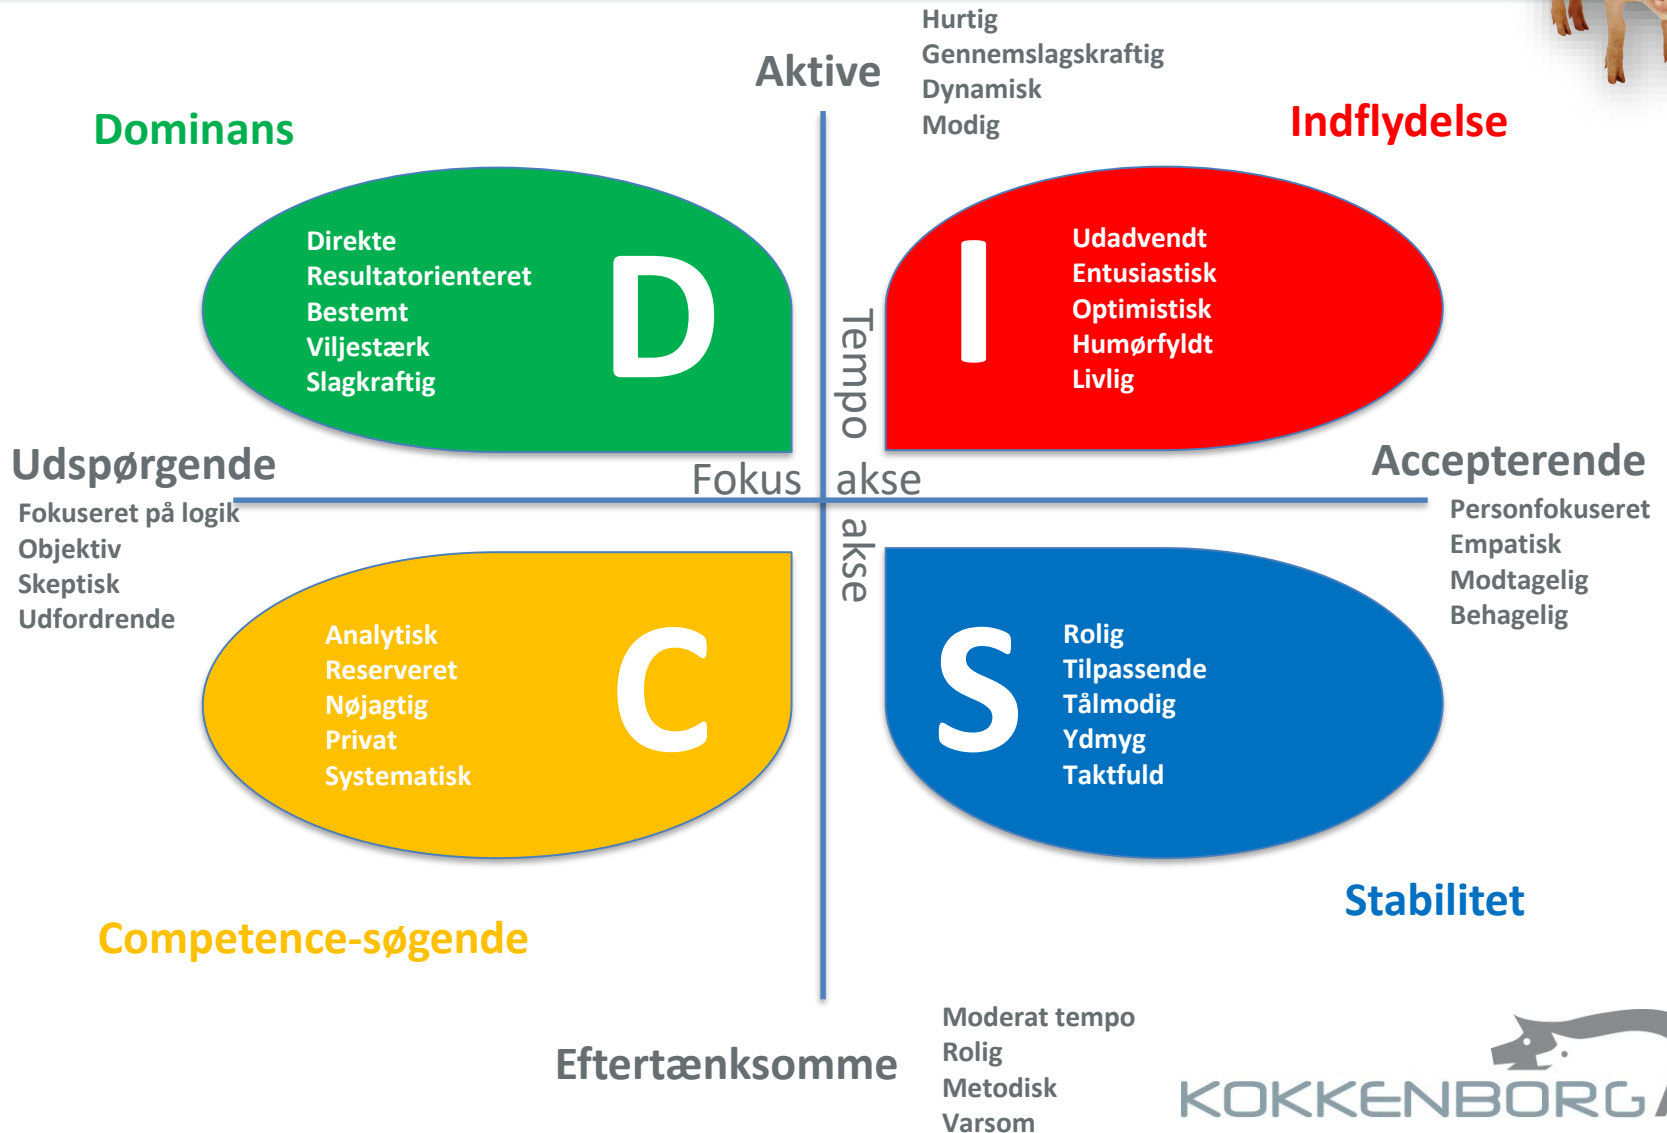 Hurtig
Gennemslagskraftig
Dynamisk
Modig
Aktive
Dominans
Indflydelse
Direkte
Resultatorienteret
Bestemt
Viljestærk
Slagkraftig
D
I
Udadvendt
Entusiastisk
Optimistisk
Humørfyldt
Livlig
Tempo akse
Fokus akse
Udspørgende
Fokuseret på logik
Objektiv
Skeptisk
Udfordrende
Accepterende
Personfokuseret
Empatisk
Modtagelig
Behagelig
Analytisk
Reserveret
Nøjagtig
Privat
Systematisk
C
S
Rolig
Tilpassende
Tålmodig
Ydmyg
Taktfuld
Competence-søgende
Stabilitet
Eftertænksomme
Moderat tempo
Rolig
Metodisk
Varsom
KOKKENBORG